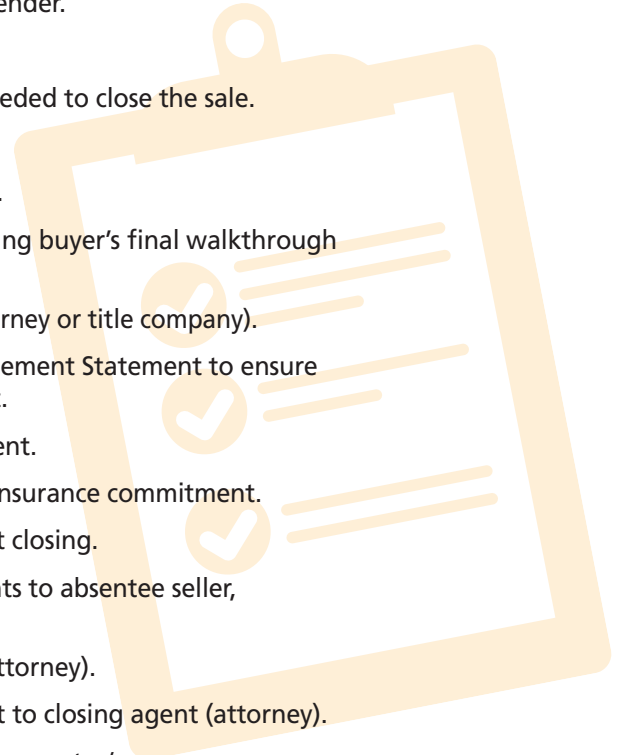 ender.
eded to close the sale.
.
ng buyer's final walkthrough
rney or title company).
ement Statement to ensure
.
ent.
nsurance commitment.
t closing.
ts to absentee seller,
ttorney).
t to closing agent (attorney).